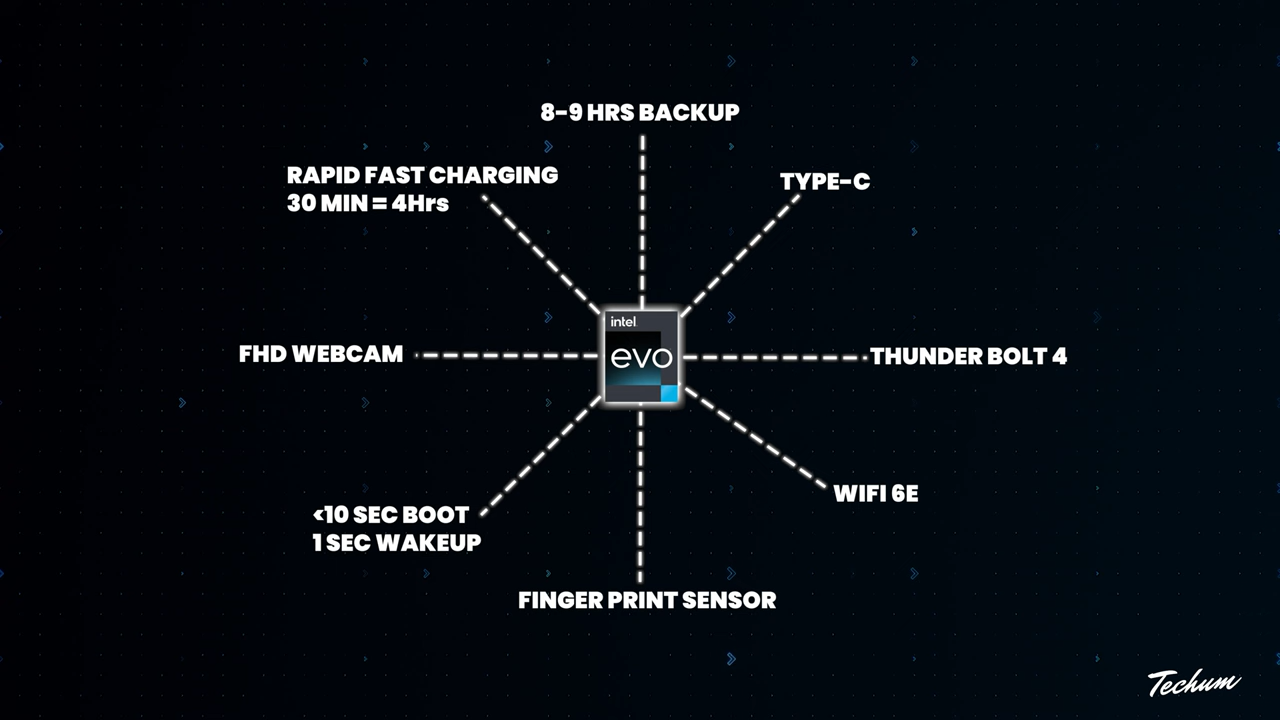 8-9 HRS BACKUP
RAPID FAST CHARGING
30 MIN = 4Hrs
TYPE-C
intel
evo
FHD WEBCAM
THUNDER BOLT 4
WIFI 6E
<10 SEC BOOT
1 SEC WAKEUP
FINGER PRINT SENSOR
Techum